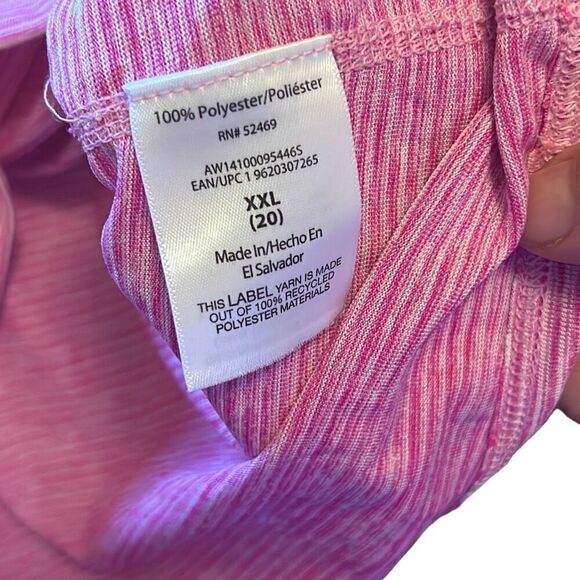 100% Polyester/Poliéster
RN# 52469
AW14100095446S
EAN/UPC 1 9620307265
XXL
(20)
Made In/Hecho En
El Salvador
THIS LABEL YARN IS MADE
OUT OF 100% RECYCLED
POLYESTER MATERIALS